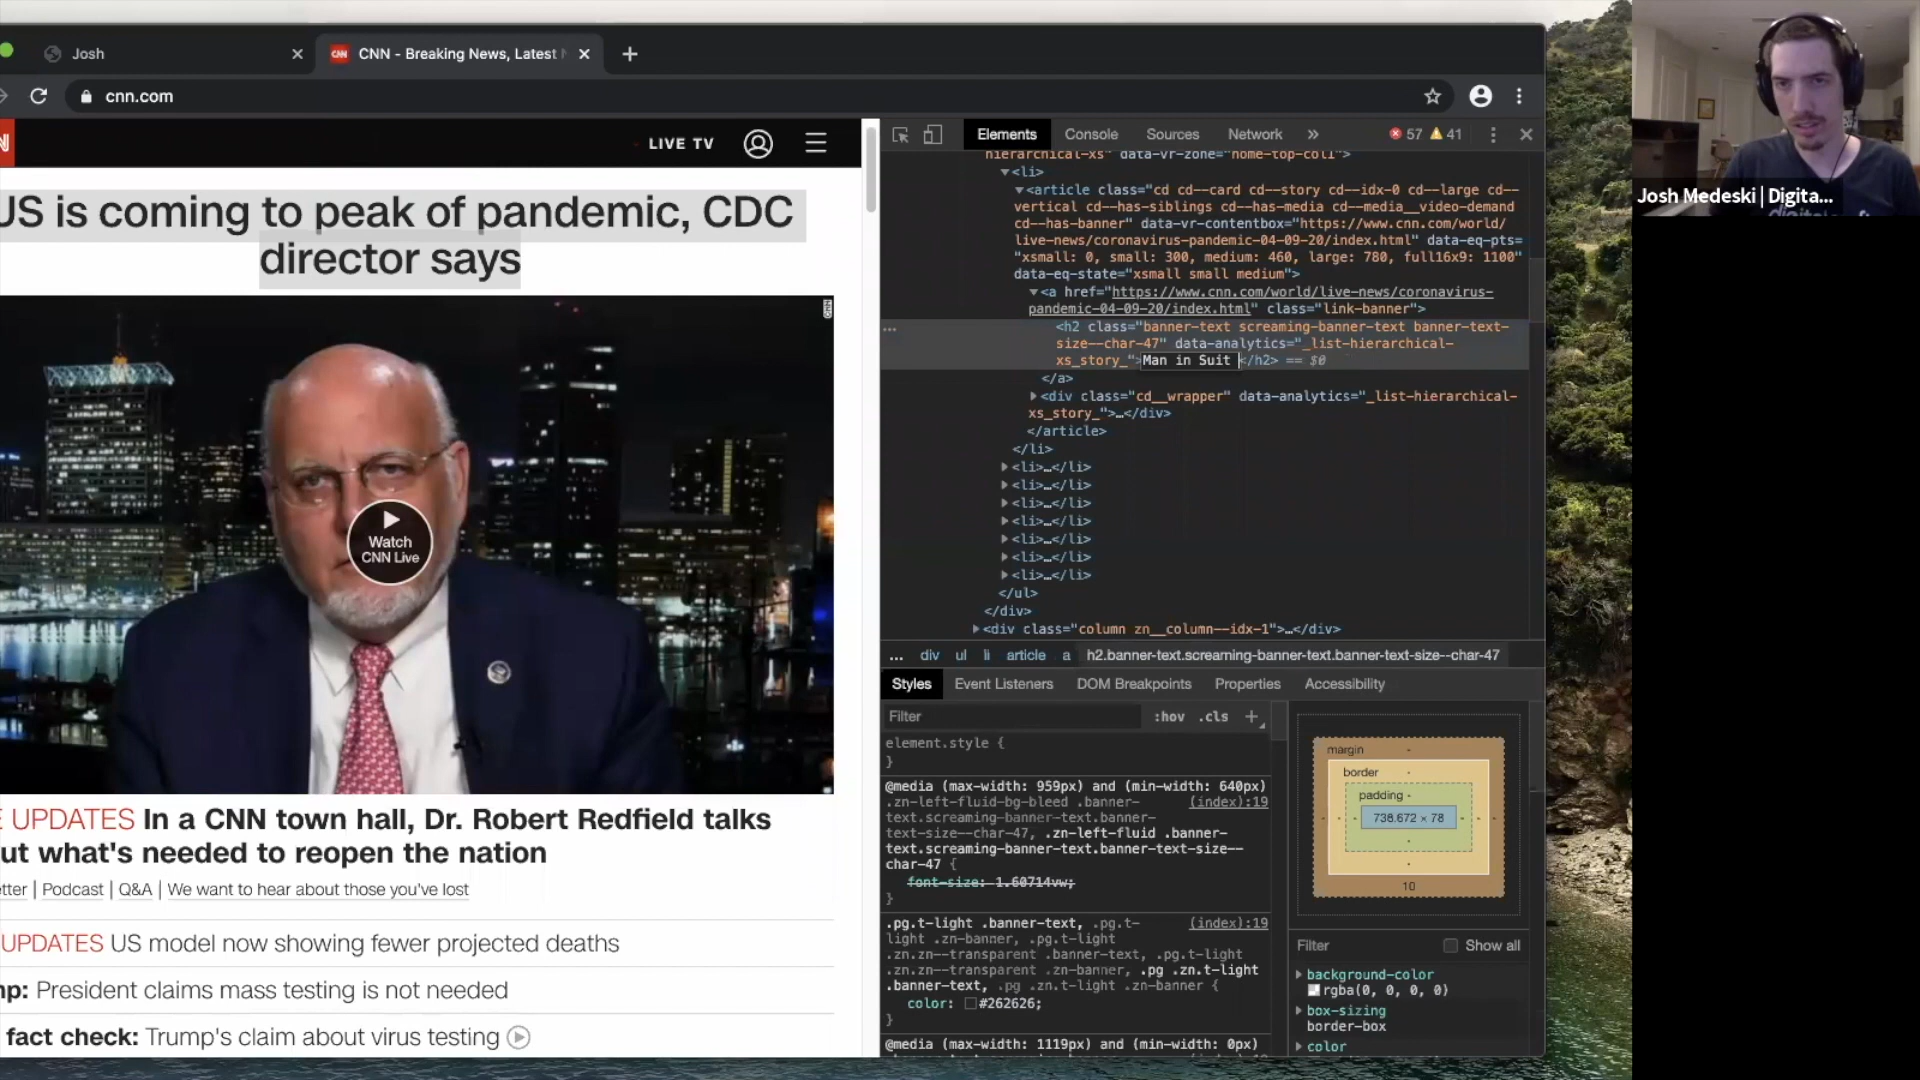 Josh
CNN - Breaking News, Latest
cnn.com
LIVE TV
US is coming to peak of pandemic, CDC
director says
CNN
Watch
CNN Live
UPDATES In a CNN town hall, Dr. Robert Redfield talks
ut what's needed to reopen the nation
tter | Podcast | Q&A | We want to hear about those you've lost
UPDATES US model now showing fewer projected deaths
mp: President claims mass testing is not needed
fact check: Trump's claim about virus testing
Elements Console Sources Network » 57 41
hierarchical-xs" data-vr-zone="home-top-col1">
<li>
<article class="cd cd--card cd--story cd--idx-0 cd--large cd--
vertical cd--has-siblings cd--has-media cd--media__video-demand
cd--has-banner" data-vr-contentbox="https://www.cnn.com/world/
live-news/coronavirus-pandemic-04-09-20/index.html" data-eq-pts=
"xsmall: 0, small: 300, medium: 460, large: 780, full16x9: 1100"
data-eq-state="xsmall small medium">
<a href="https://www.cnn.com/world/live-news/coronavirus-
pandemic-04-09-20/index.html" class="link-banner">
<h2 class="banner-text screaming-banner-text banner-text-
size--char-47" data-analytics="_list-hierarchical-
xs_story_">Man in Suit </h2> == $0
</a>
<div class="cd__wrapper" data-analytics="_list-hierarchical-
xs_story_">…</div>
</article>
</li>
<li>…</li>
<li>…</li>
<li>…</li>
<li>…</li>
<li>…</li>
<li>…</li>
<li>…</li>
</ul>
</div>
<div class="column zn__column--idx-1">…</div>
... div ul li article a h2.banner-text.screaming-banner-text.banner-text-size--char-47
Styles Event Listeners DOM Breakpoints Properties Accessibility
Filter :hov .cls +
element.style {
}
@media (max-width: 959px) and (min-width: 640px)
.zn-left-fluid-bg-bleed .banner- (index):19
text.screaming-banner-text.banner-
text-size--char-47, .zn-left-fluid .banner-
text.screaming-banner-text.banner-text-size--
char-47 {
font-size: 1.60714vw;
}
.pg.t-light .banner-text, .pg.t- (index):19
light .zn-banner, .pg.t-light
.zn.zn--transparent .banner-text, .pg.t-light
.zn.zn--transparent .zn-banner, .pg .zn.t-light
.banner-text, .pg .zn.t-light .zn-banner {
color: #262626;
}
@media (max-width: 1119px) and (min-width: 0px)
margin -
border -
padding -
738.672 × 78
-
-
10
Filter Show all
background-color
rgba(0, 0, 0, 0)
box-sizing
border-box
color
Josh Medeski | Digita...